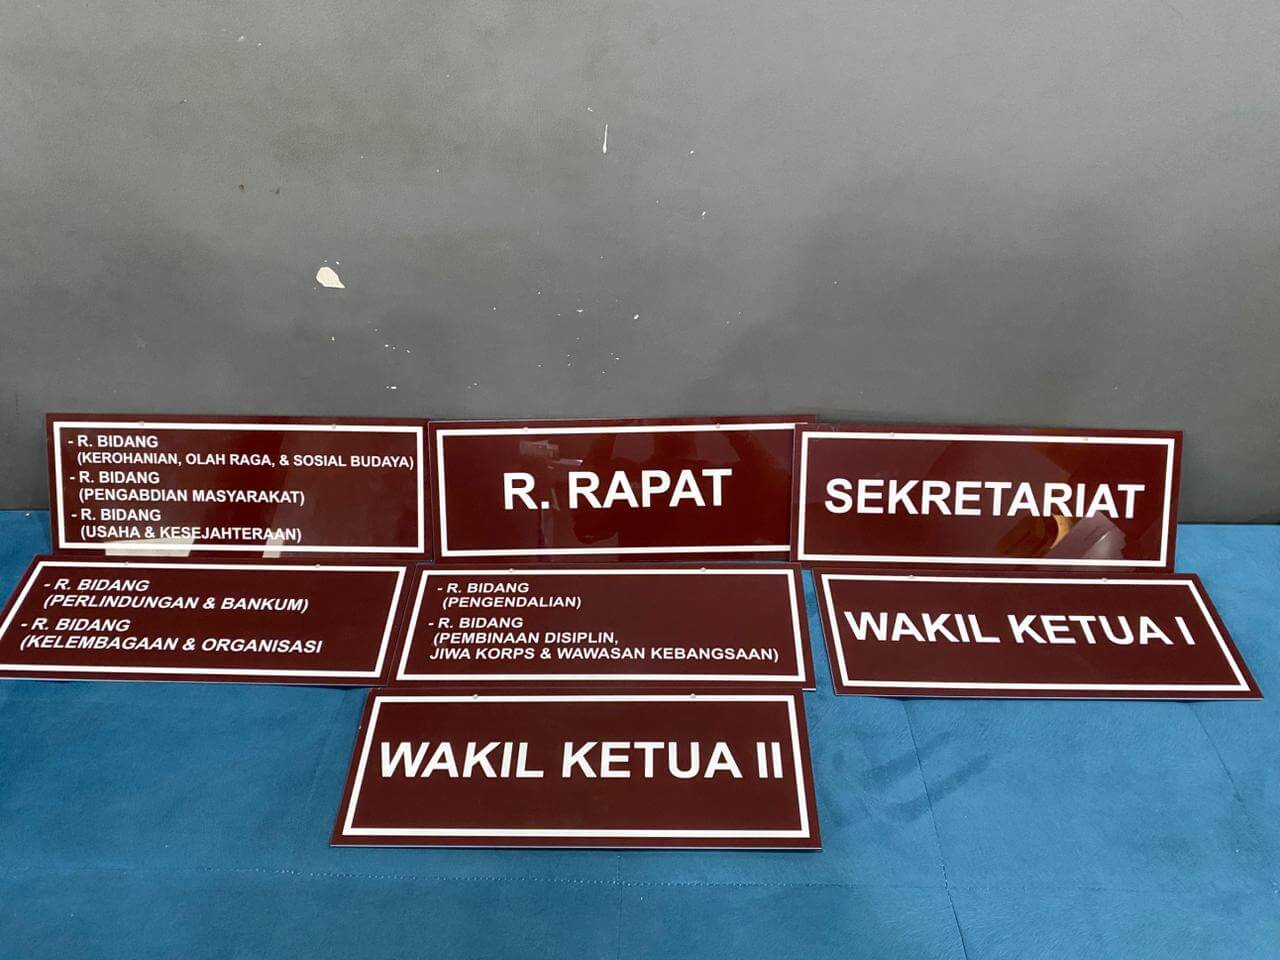 - R. BIDANG
(KEROHANIAN, OLAH RAGA, & SOSIAL BUDAYA)
- R. BIDANG
(PENGABDIAN MASYARAKAT)
- R. BIDANG
(USAHA & KESEJAHTERAAN)
R. RAPAT
SEKRETARIAT
- R. BIDANG
(PERLINDUNGAN & BANKUM)
- R. BIDANG
(KELEMBAGAAN & ORGANISASI
- R. BIDANG
(PENGENDALIAN)
- R. BIDANG
(PEMBINAAN DISIPLIN,
JIWA KORPS & WAWASAN KEBANGSAAN)
WAKIL KETUA I
WAKIL KETUA II